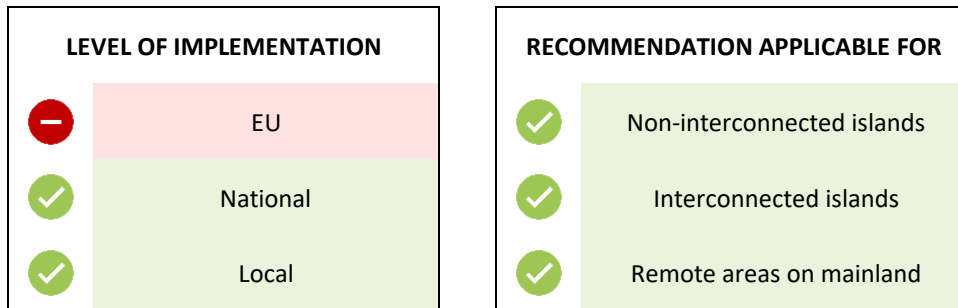 LEVEL OF IMPLEMENTATION
EU
National
Local
RECOMMENDATION APPLICABLE FOR
Non-interconnected islands
Interconnected islands
Remote areas on mainland